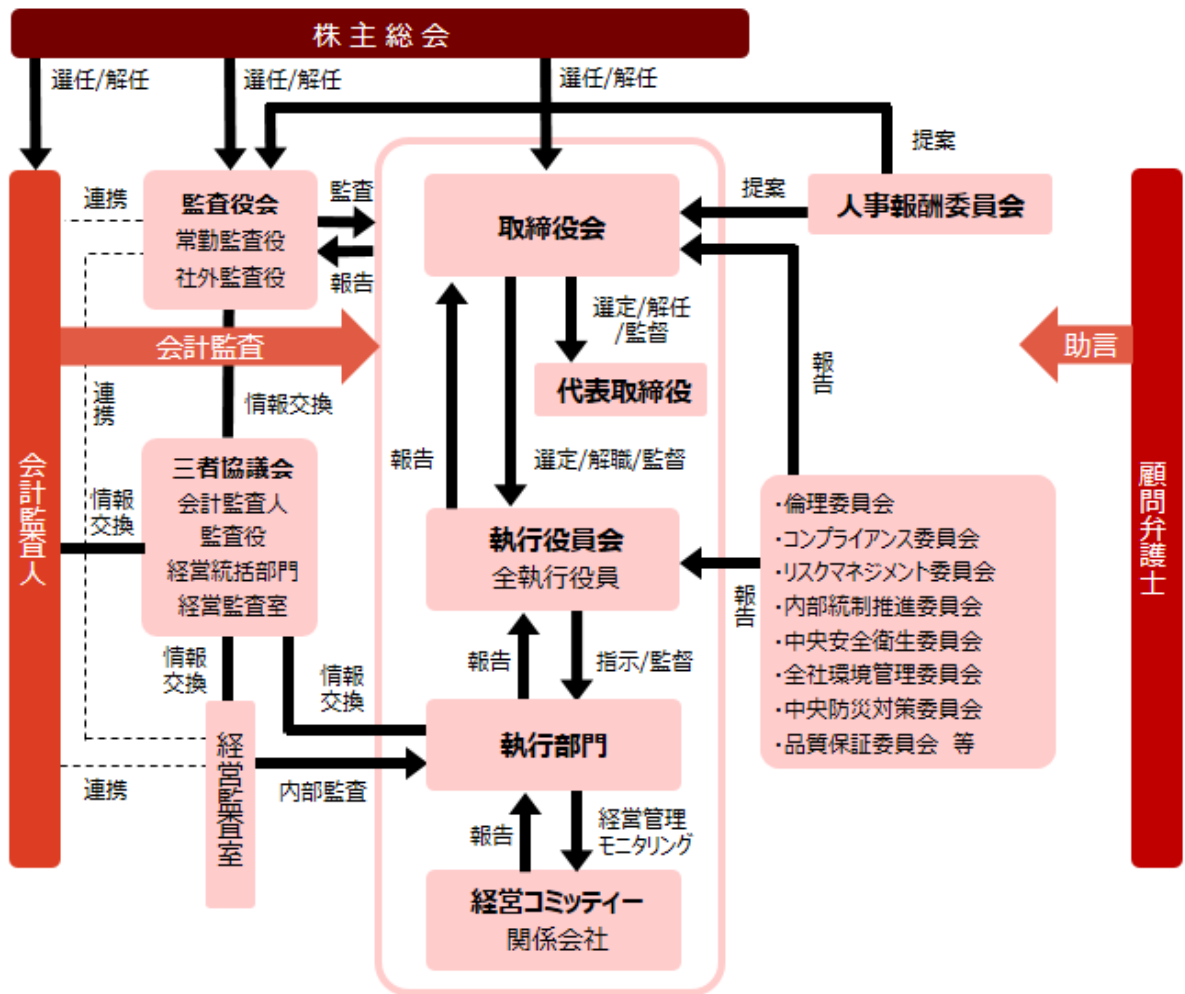 株主総会
選任/解任
選任/解任
選任/解任
提案
連携
監査役会
常勤監査役
社外監査役
監査
報告
取締役会
提案
人事報酬委員会
選定/解任
/監督
会計監査
助言
報告
代表取締役
連携
情報交換
報告
選定/解職/監督
会計監査人
三者協議会
会計監査人
監査役
経営統括部門
経営監査室
情報
交換
執行役員会
全執行役員
報告
・倫理委員会
・コンプライアンス委員会
・リスクマネジメント委員会
・内部統制推進委員会
・中央安全衛生委員会
・全社環境管理委員会
・中央防災対策委員会
・品質保証委員会 等
顧問弁護士
情報
交換
情報
交換
報告
指示/監督
執行部門
経営監査室
連携
内部監査
報告
経営管理
モニタリング
経営コミッティー
関係会社